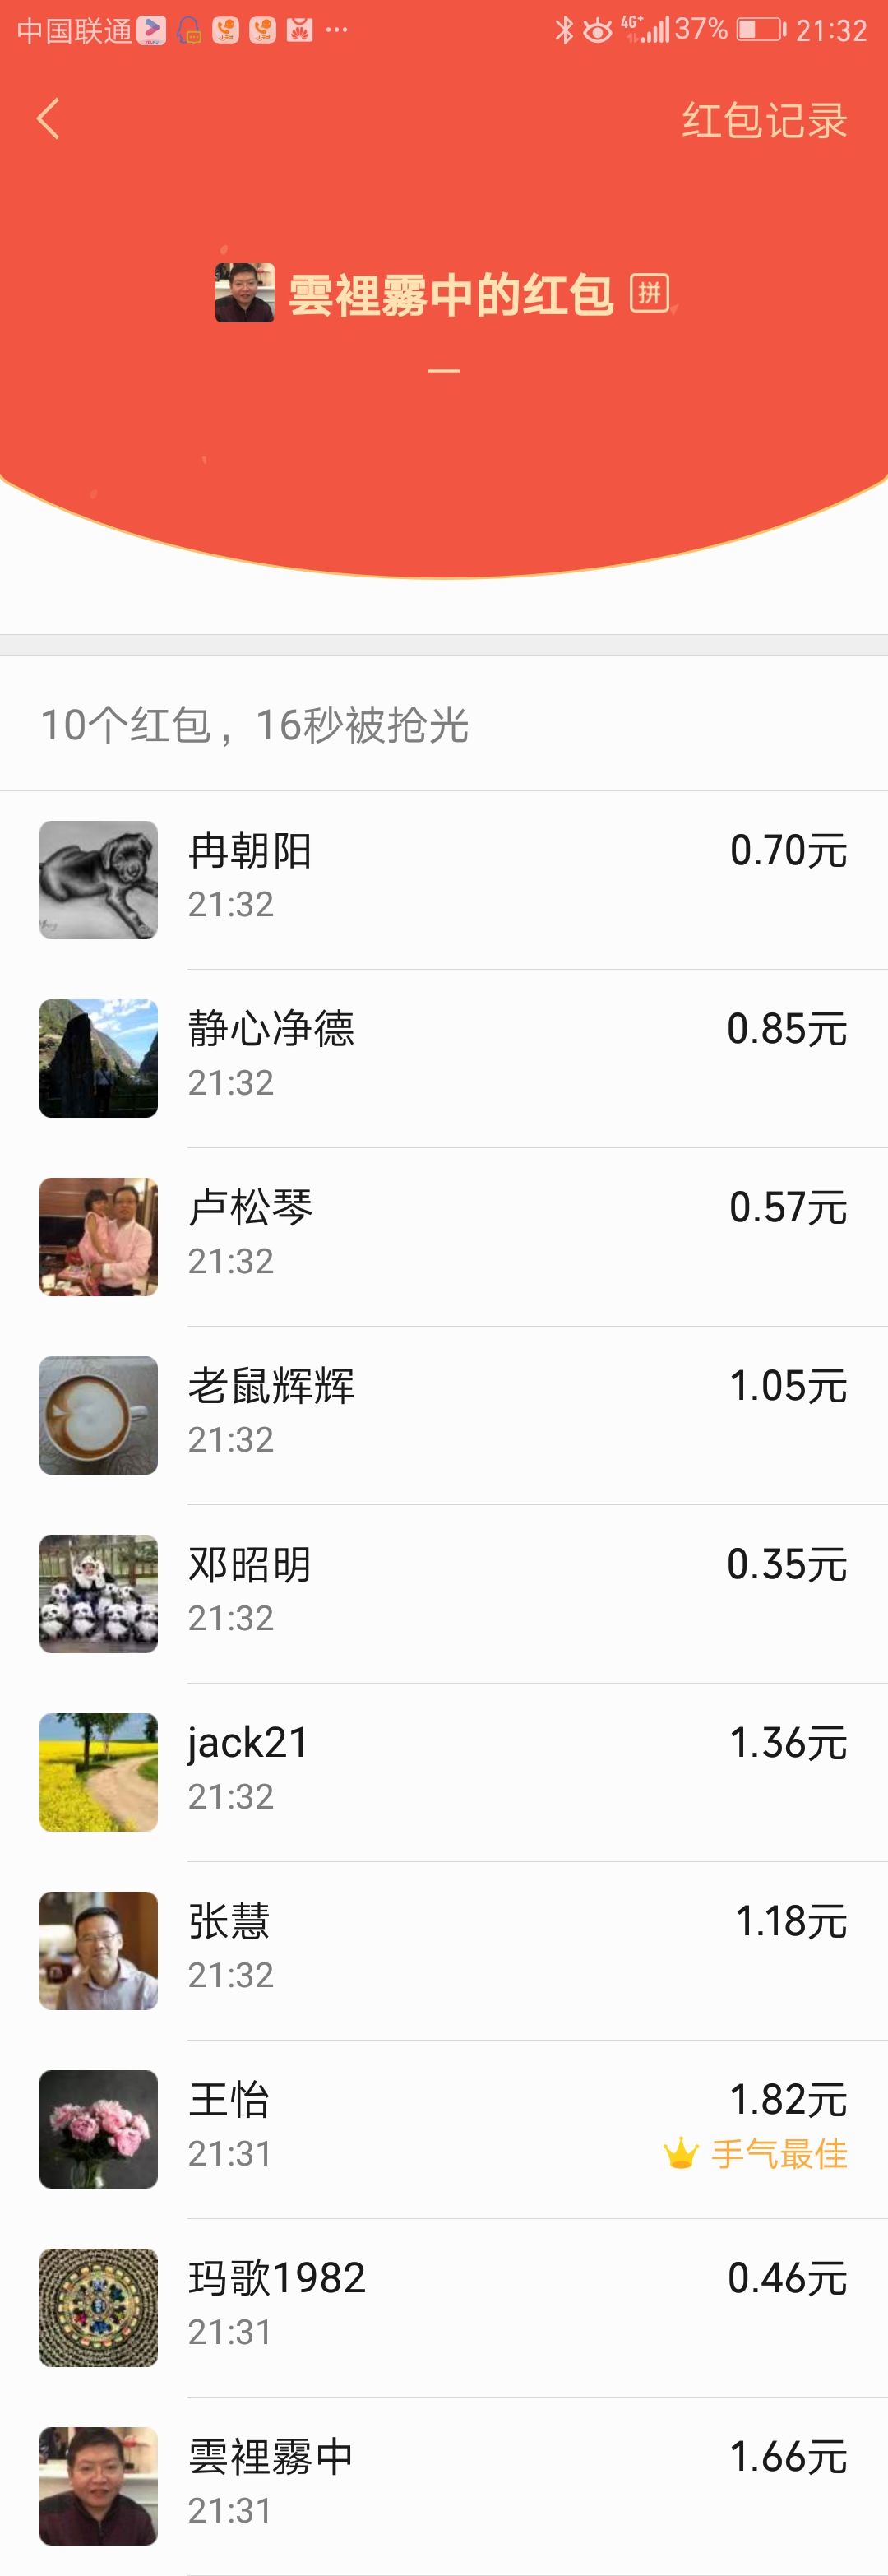 中国联通 4G+ 37% 21:32
红包记录
雲裡霧中的红包 拼
一
10个红包，16秒被抢光
冉朝阳 0.70元
21:32
静心净德 0.85元
21:32
卢松琴 0.57元
21:32
老鼠辉辉 1.05元
21:32
邓昭明 0.35元
21:32
jack21 1.36元
21:32
张慧 1.18元
21:32
王怡 1.82元
21:31 手气最佳
玛歌1982 0.46元
21:31
雲裡霧中 1.66元
21:31